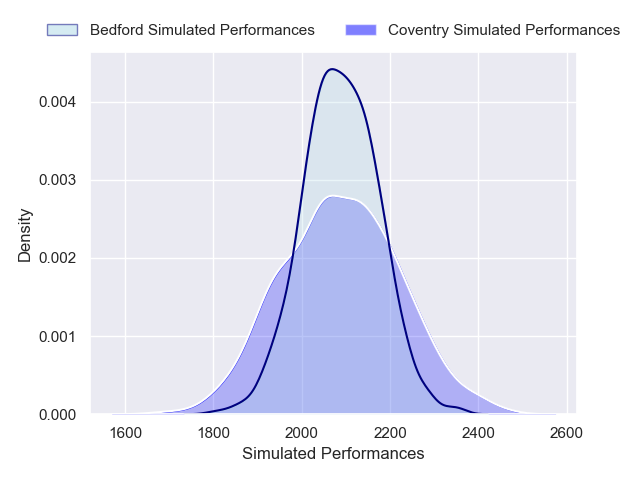 Bedford Simulated Performances
Coventry Simulated Performances
0.004
0.003
0.002
0.001
0.000
Density
1600 1800 2000 2200 2400 2600
Simulated Performances